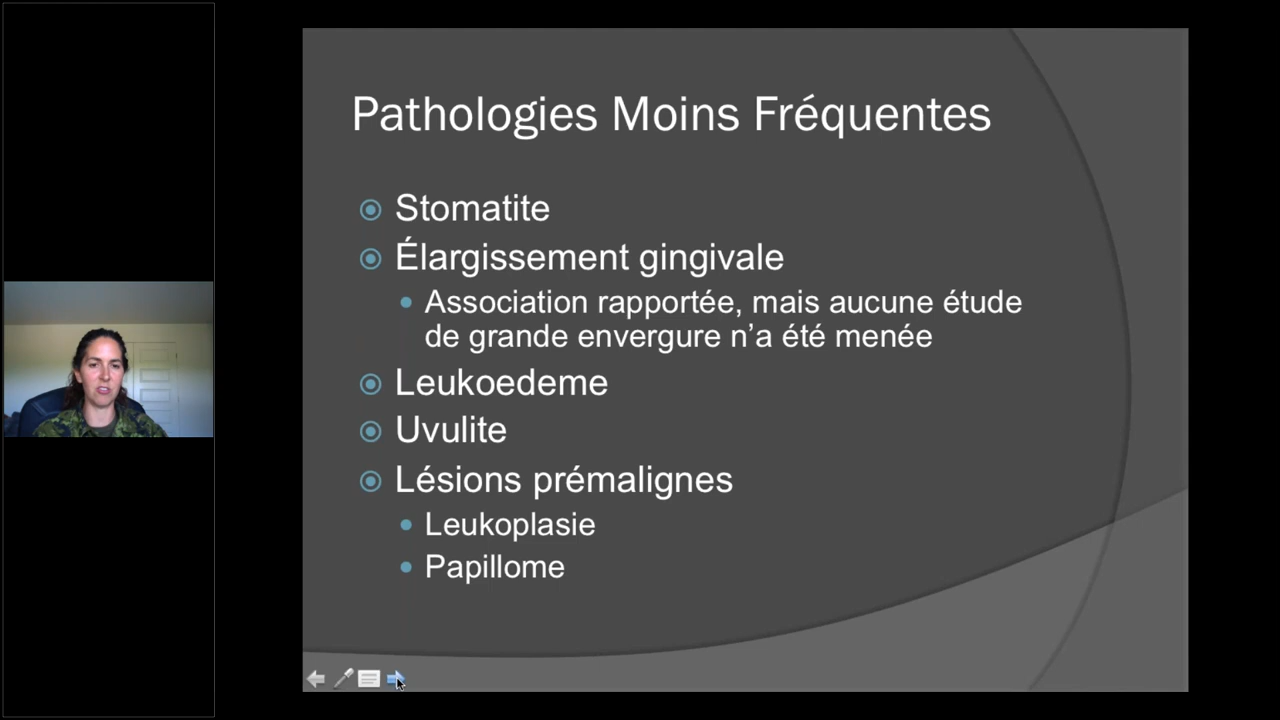 Pathologies Moins Fréquentes
Stomatite
Élargissement gingivale
Association rapportée, mais aucune étude
de grande envergure n’a été menée
Leukoedeme
Uvulite
Lésions prémalignes
Leukoplasie
Papillome